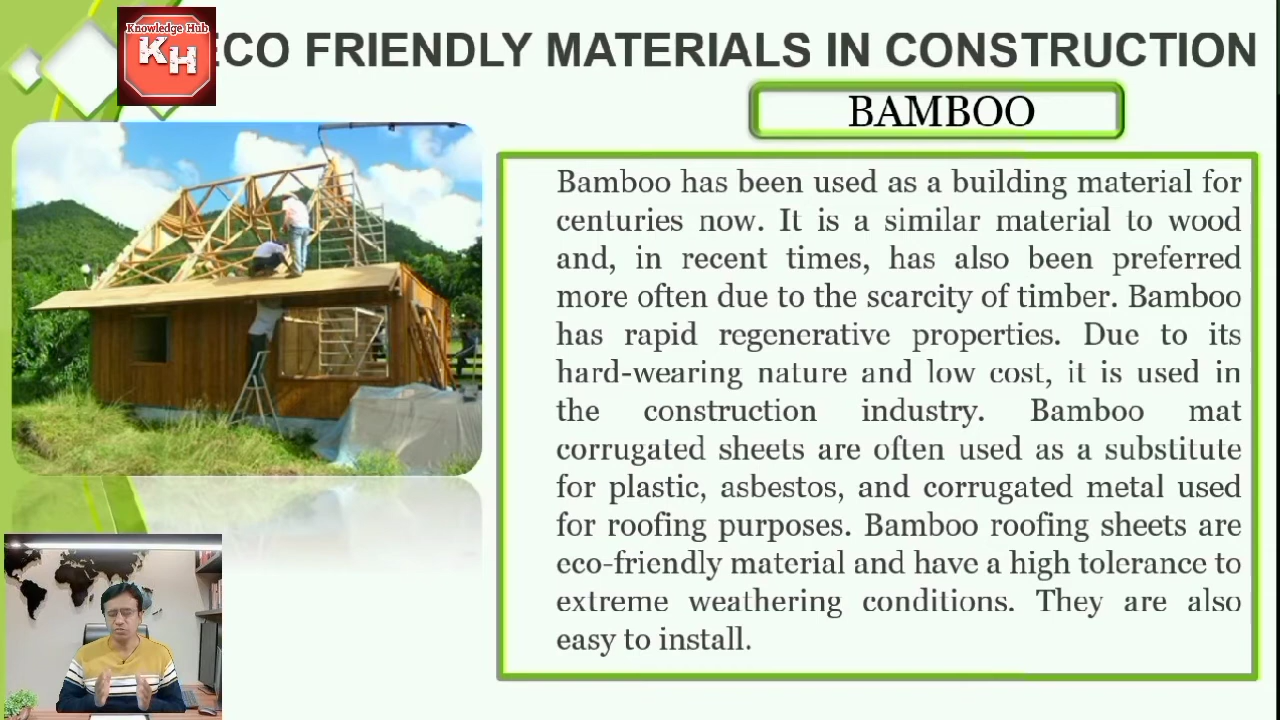 Knowledge Hub
KH
ECO FRIENDLY MATERIALS IN CONSTRUCTION
BAMBOO
Bamboo has been used as a building material for
centuries now. It is a similar material to wood
and, in recent times, has also been preferred
more often due to the scarcity of timber. Bamboo
has rapid regenerative properties. Due to its
hard-wearing nature and low cost, it is used in
the construction industry. Bamboo mat
corrugated sheets are often used as a substitute
for plastic, asbestos, and corrugated metal used
for roofing purposes. Bamboo roofing sheets are
eco-friendly material and have a high tolerance to
extreme weathering conditions. They are also
easy to install.